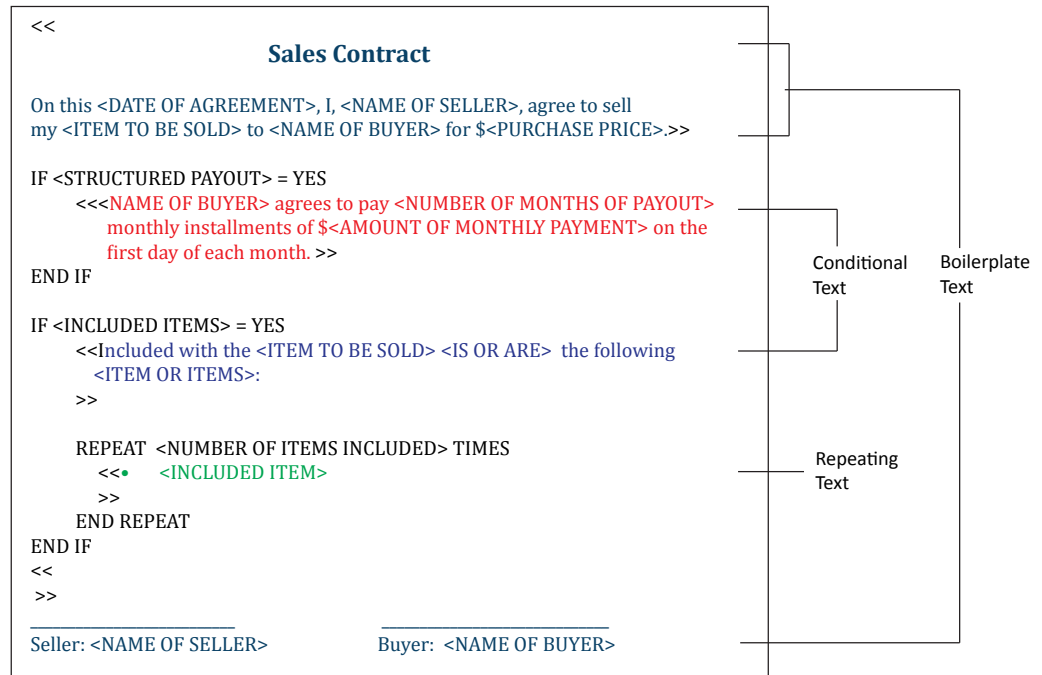 <<
Sales Contract
On this <DATE OF AGREEMENT>, I, <NAME OF SELLER>, agree to sell
my <ITEM TO BE SOLD> to <NAME OF BUYER> for $<PURCHASE PRICE>.>>
IF <STRUCTURED PAYOUT> = YES
<<<NAME OF BUYER> agrees to pay <NUMBER OF MONTHS OF PAYOUT>
monthly installments of $<AMOUNT OF MONTHLY PAYMENT> on the
first day of each month. >>
END IF
IF <INCLUDED ITEMS> = YES
<<Included with the <ITEM TO BE SOLD> <IS OR ARE> the following
<ITEM OR ITEMS>:
>>
REPEAT <NUMBER OF ITEMS INCLUDED> TIMES
<<• <INCLUDED ITEM>
>>
END REPEAT
END IF
<<
>>
Seller: <NAME OF SELLER> Buyer: <NAME OF BUYER>
Conditional
Text
Boilerplate
Text
Repeating
Text